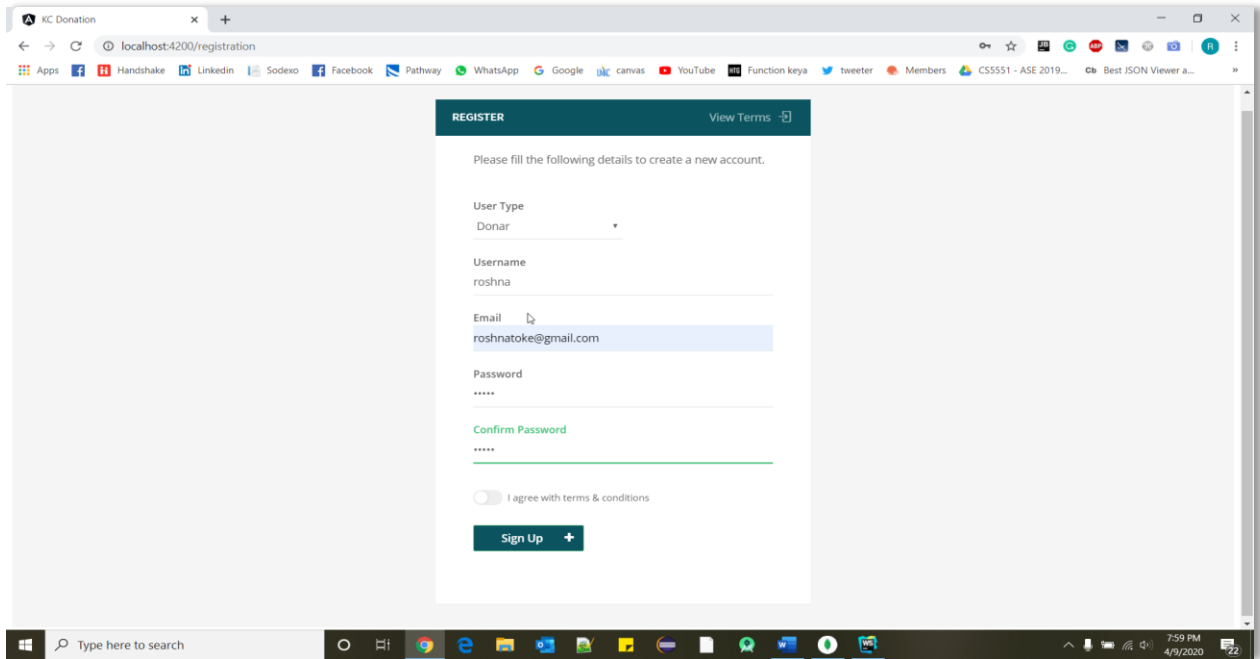 KC Donation
localhost:4200/registration
Apps Handshake Linkedin Sodexo Facebook Pathway WhatsApp Google canvas YouTube Function keya tweeter Members CS5551 - ASE 2019... Best JSON Viewer a... »
REGISTER View Terms
Please fill the following details to create a new account.
User Type
Donar
Username
roshna
Email
roshnatoke@gmail.com
Password
•••••
Confirm Password
•••••
I agree with terms & conditions
Sign Up +
Type here to search
7:59 PM
4/9/2020
22